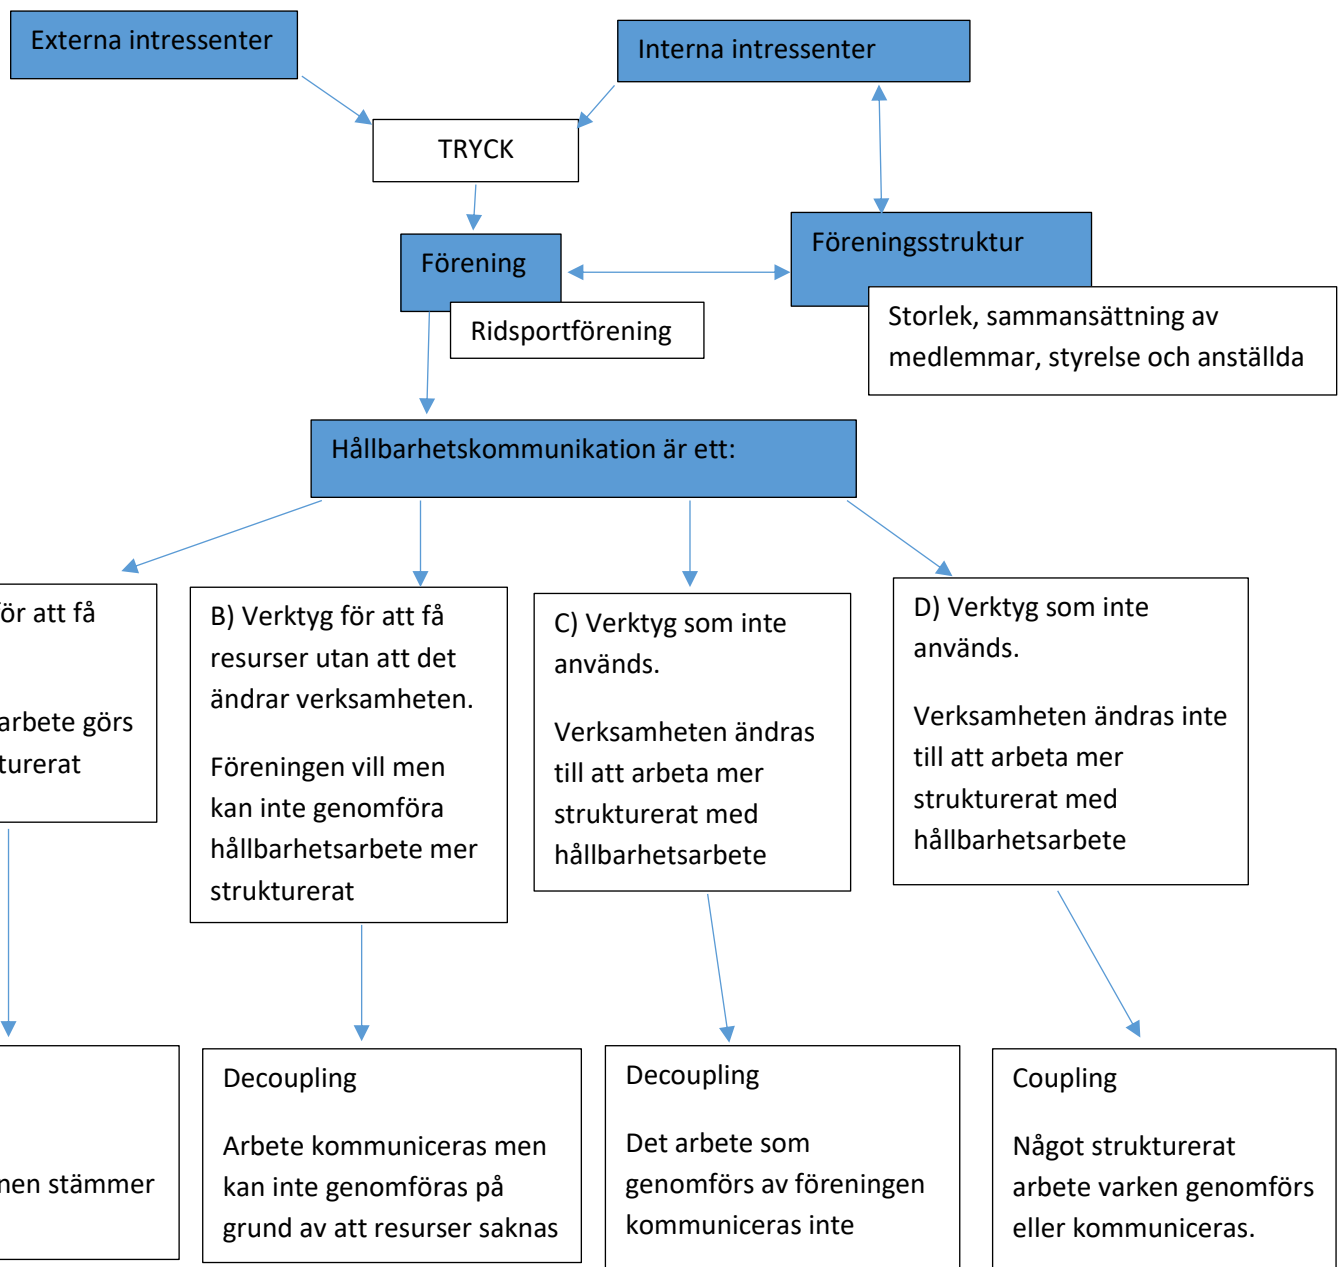 Externa intressenter
Interna intressenter
TRYCK
Förening
Föreningsstruktur
Ridsportförening
Storlek, sammansättning av
medlemmar, styrelse och anställda
Hållbarhetskommunikation är ett:
ör att få
arbete görs
turerat
B) Verktyg för att få
resurser utan att det
ändrar verksamheten.
Föreningen vill men
kan inte genomföra
hållbarhetsarbete mer
strukturerat
C) Verktyg som inte
används.
Verksamheten ändras
till att arbeta mer
strukturerat med
hållbarhetsarbete
D) Verktyg som inte
används.
Verksamheten ändras inte
till att arbeta mer
strukturerat med
hållbarhetsarbete
nen stämmer
Decoupling
Arbete kommuniceras men
kan inte genomföras på
grund av att resurser saknas
Decoupling
Det arbete som
genomförs av föreningen
kommuniceras inte
Coupling
Något strukturerat
arbete varken genomförs
eller kommuniceras.